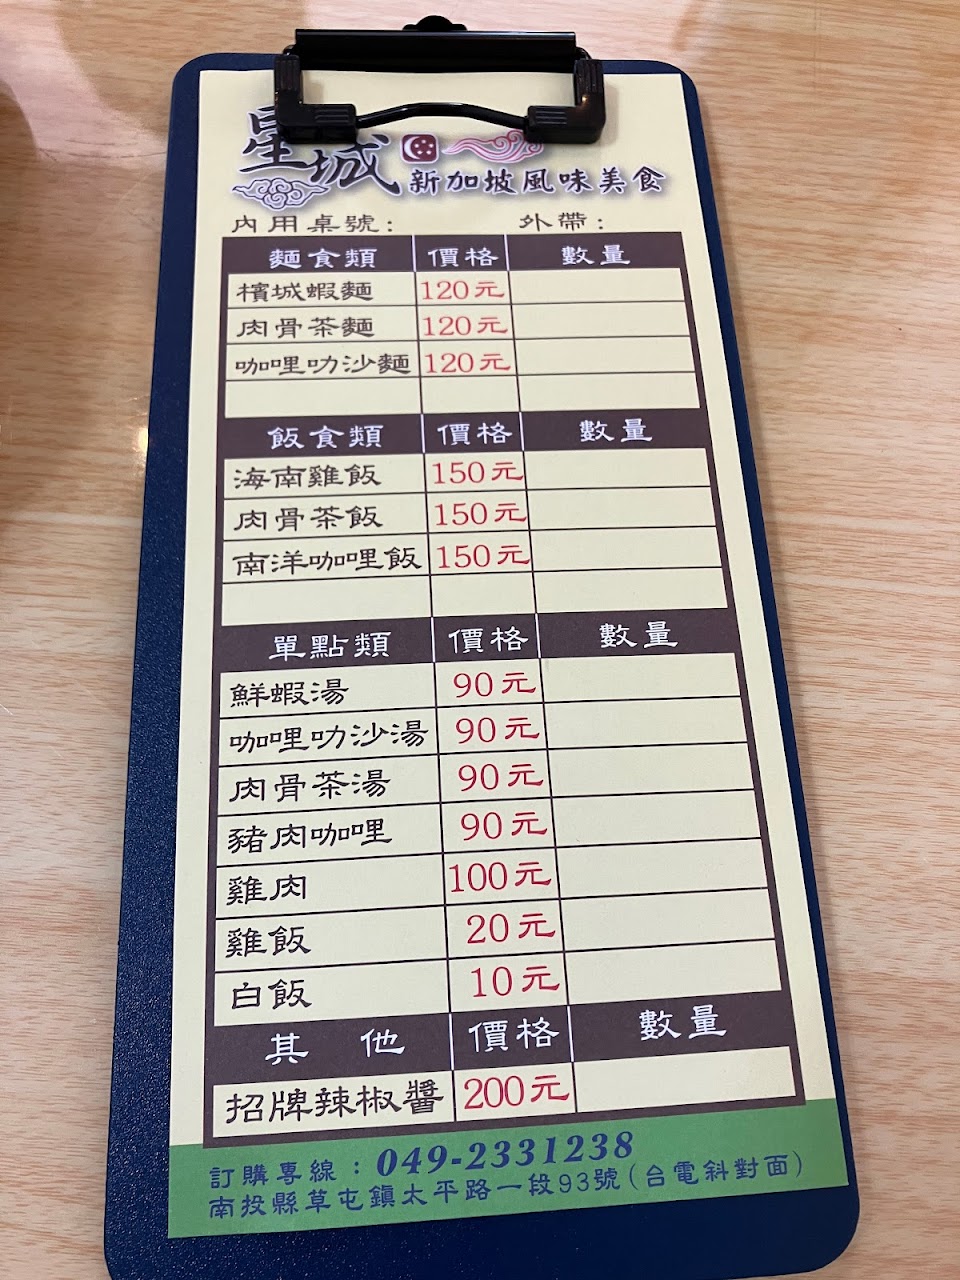 星城 新加坡風味美食
內用桌號： 外帶：
麵食類 價格 數量
檳城蝦麵 120元
肉骨茶麵 120元
咖哩叻沙麵 120元
飯食類 價格 數量
海南雞飯 150元
肉骨茶飯 150元
南洋咖哩飯 150元
單點類 價格 數量
鮮蝦湯 90元
咖哩叻沙湯 90元
肉骨茶湯 90元
豬肉咖哩 90元
雞肉 100元
雞飯 20元
白飯 10元
其他 價格 數量
招牌辣椒醬 200元
訂購專線：049-2331238
南投縣草屯鎮太平路一段93號(台電斜對面)